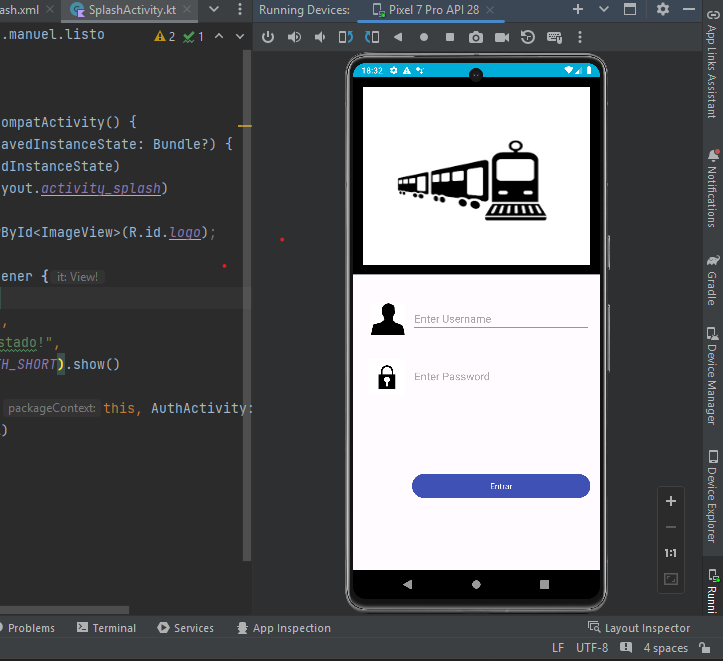 ash.xml SplashActivity.kt Running Devices: Pixel 7 Pro API 28
.manuel.listo 2 1
ompatActivity() {
avedInstanceState: Bundle?) {
dInstanceState)
yout.activity_splash)
ById<ImageView>(R.id.logo);
ener { it: View!
,
stado!",
TH_SHORT).show()
packageContext: this, AuthActivity:
)
18:32
Enter Username
Enter Password
Entrar
1:1
App Links Assistant
Notifications
Gradle
Device Manager
Device Explorer
Runni
Problems Terminal Services App Inspection Layout Inspector
LF UTF-8 4 spaces